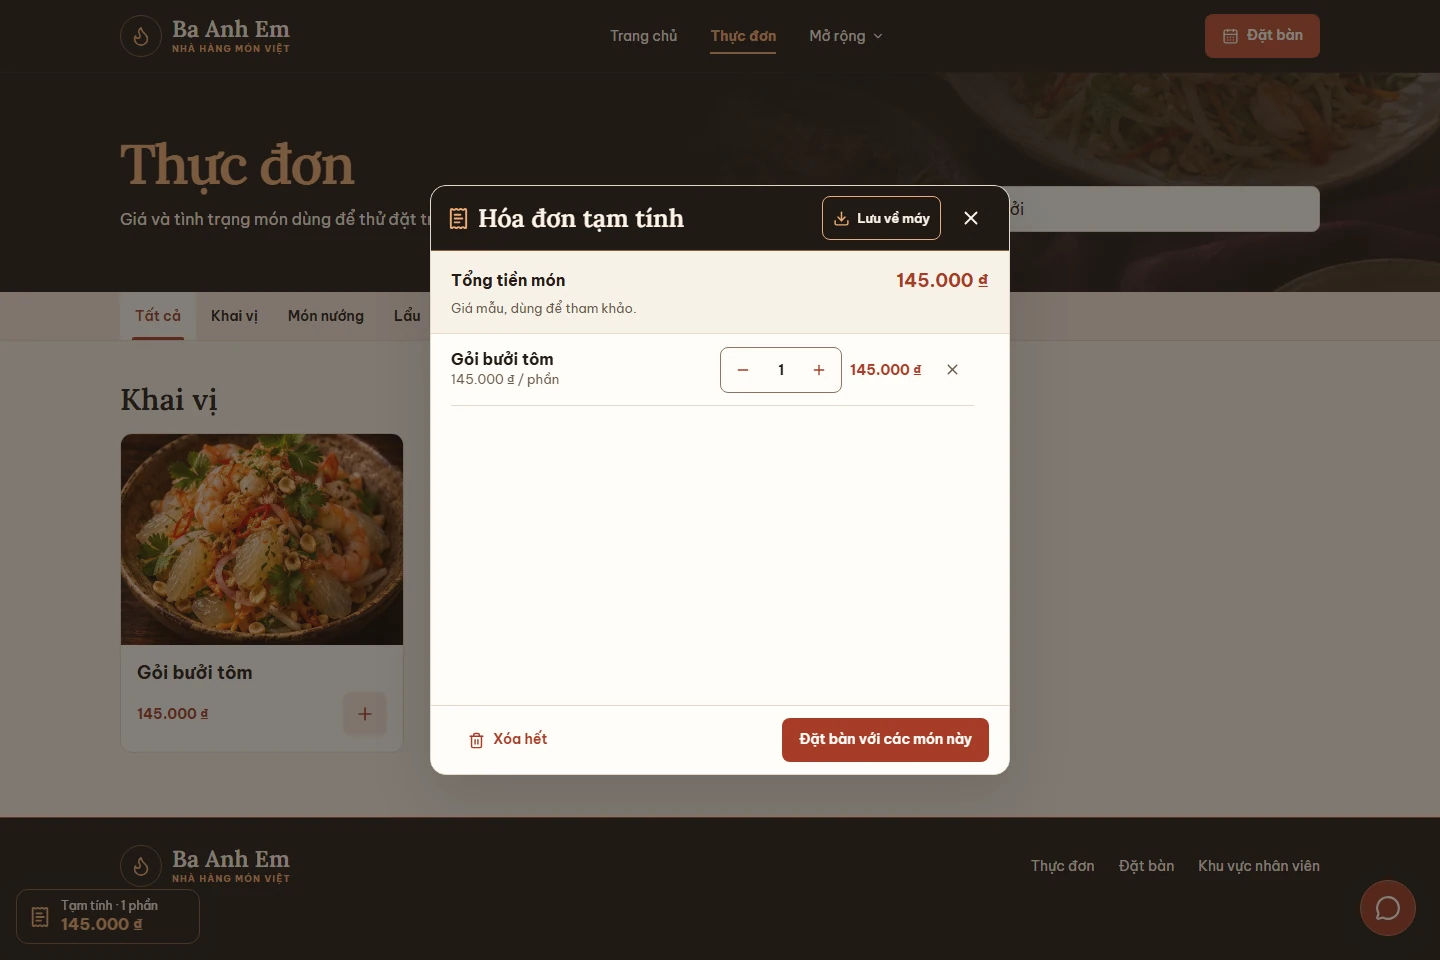 Ba Anh Em
NHÀ HÀNG MÓN VIỆT
Trang chủ
Thực đơn
Mở rộng
Đặt bàn
Thực đơn
Giá và tình trạng món dùng để thử đặt
ởi
Tất cả
Khai vị
Món nướng
Lẩu
Hóa đơn tạm tính
Lưu về máy
Tổng tiền món
145.000 ₫
Giá mẫu, dùng để tham khảo.
Gỏi bưởi tôm
145.000 ₫ / phần
1
145.000 ₫
Xóa hết
Đặt bàn với các món này
Khai vị
Gỏi bưởi tôm
145.000 ₫
Ba Anh Em
NHÀ HÀNG MÓN VIỆT
Thực đơn
Đặt bàn
Khu vực nhân viên
Tạm tính · 1 phần
145.000 ₫